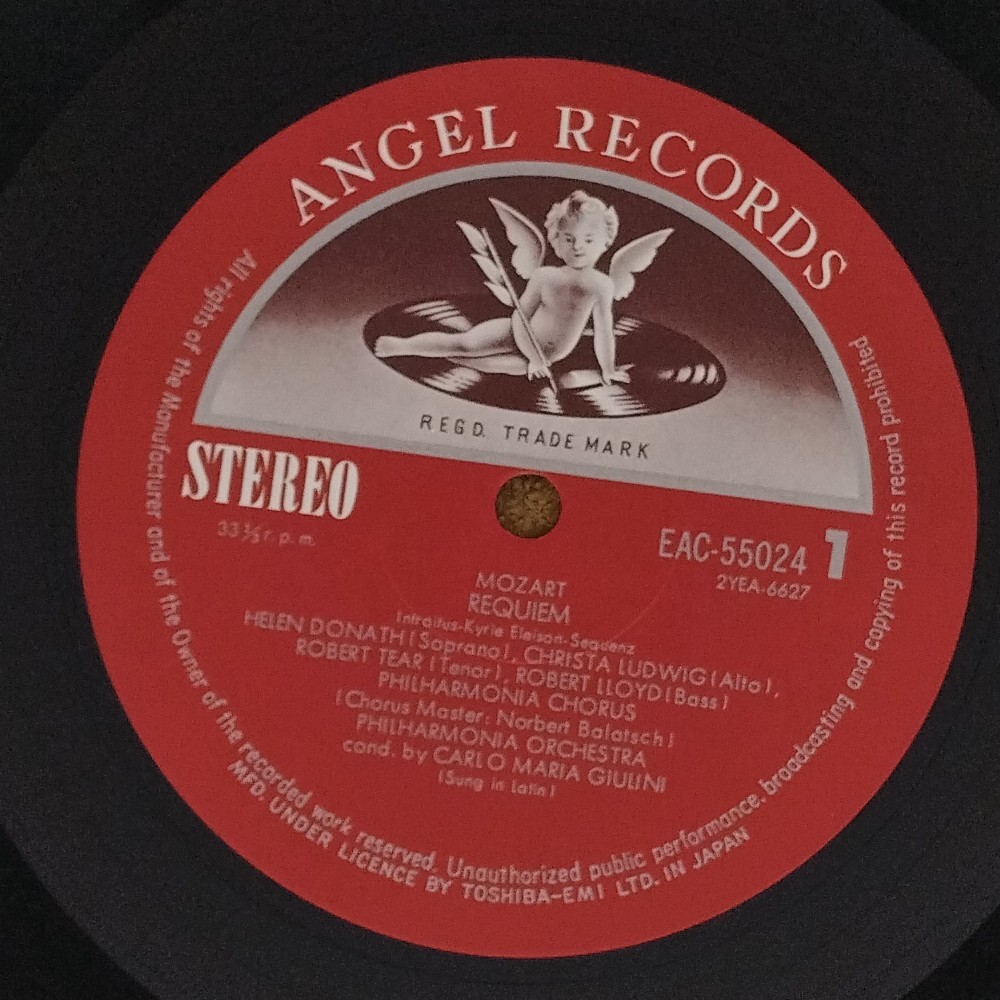 ANGEL RECORDS
REGD. TRADE MARK
STEREO
33⅓ r.p.m.
EAC-55024 1
2YEA-6627
MOZART
REQUIEM
Introitus-Kyrie Eleison-Sequenz
HELEN DONATH (Soprano), CHRISTA LUDWIG (Alto),
ROBERT TEAR (Tenor), ROBERT LLOYD (Bass)
PHILHARMONIA CHORUS
(Chorus Master: Norbert Balatsch)
PHILHARMONIA ORCHESTRA
cond. by CARLO MARIA GIULINI
(Sung in Latin)
All rights of the Manufacturer and of the Owner of the recorded work reserved. Unauthorized public performance. broadcasting and copying of this record prohibited
MFD. UNDER LICENCE BY TOSHIBA-EMI LTD. IN JAPAN